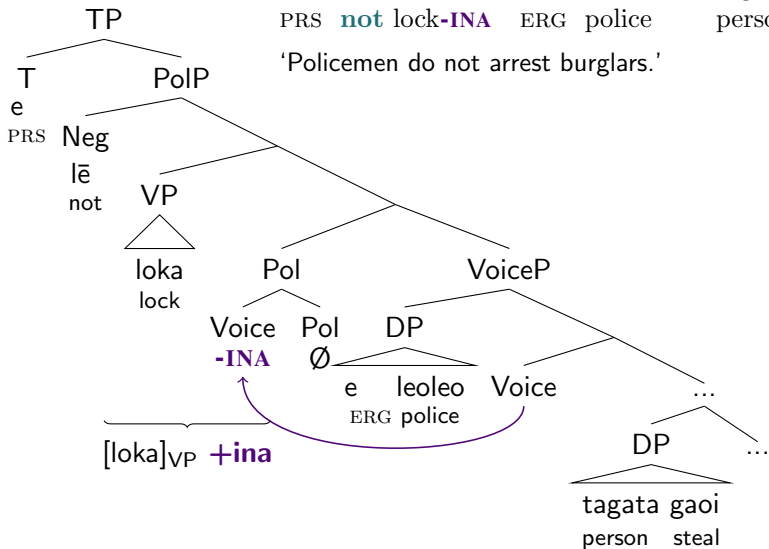 PRS not lock-INA ERG police
'Policemen do not arrest burglars.'
TP
T PolP
e
PRS Neg
lē
not
VP
loka
lock
Pol VoiceP
Voice Pol DP
-INA Ø
e leoleo Voice ...
ERG police
[loka]VP +ina
DP ...
tagata gaoi
person steal